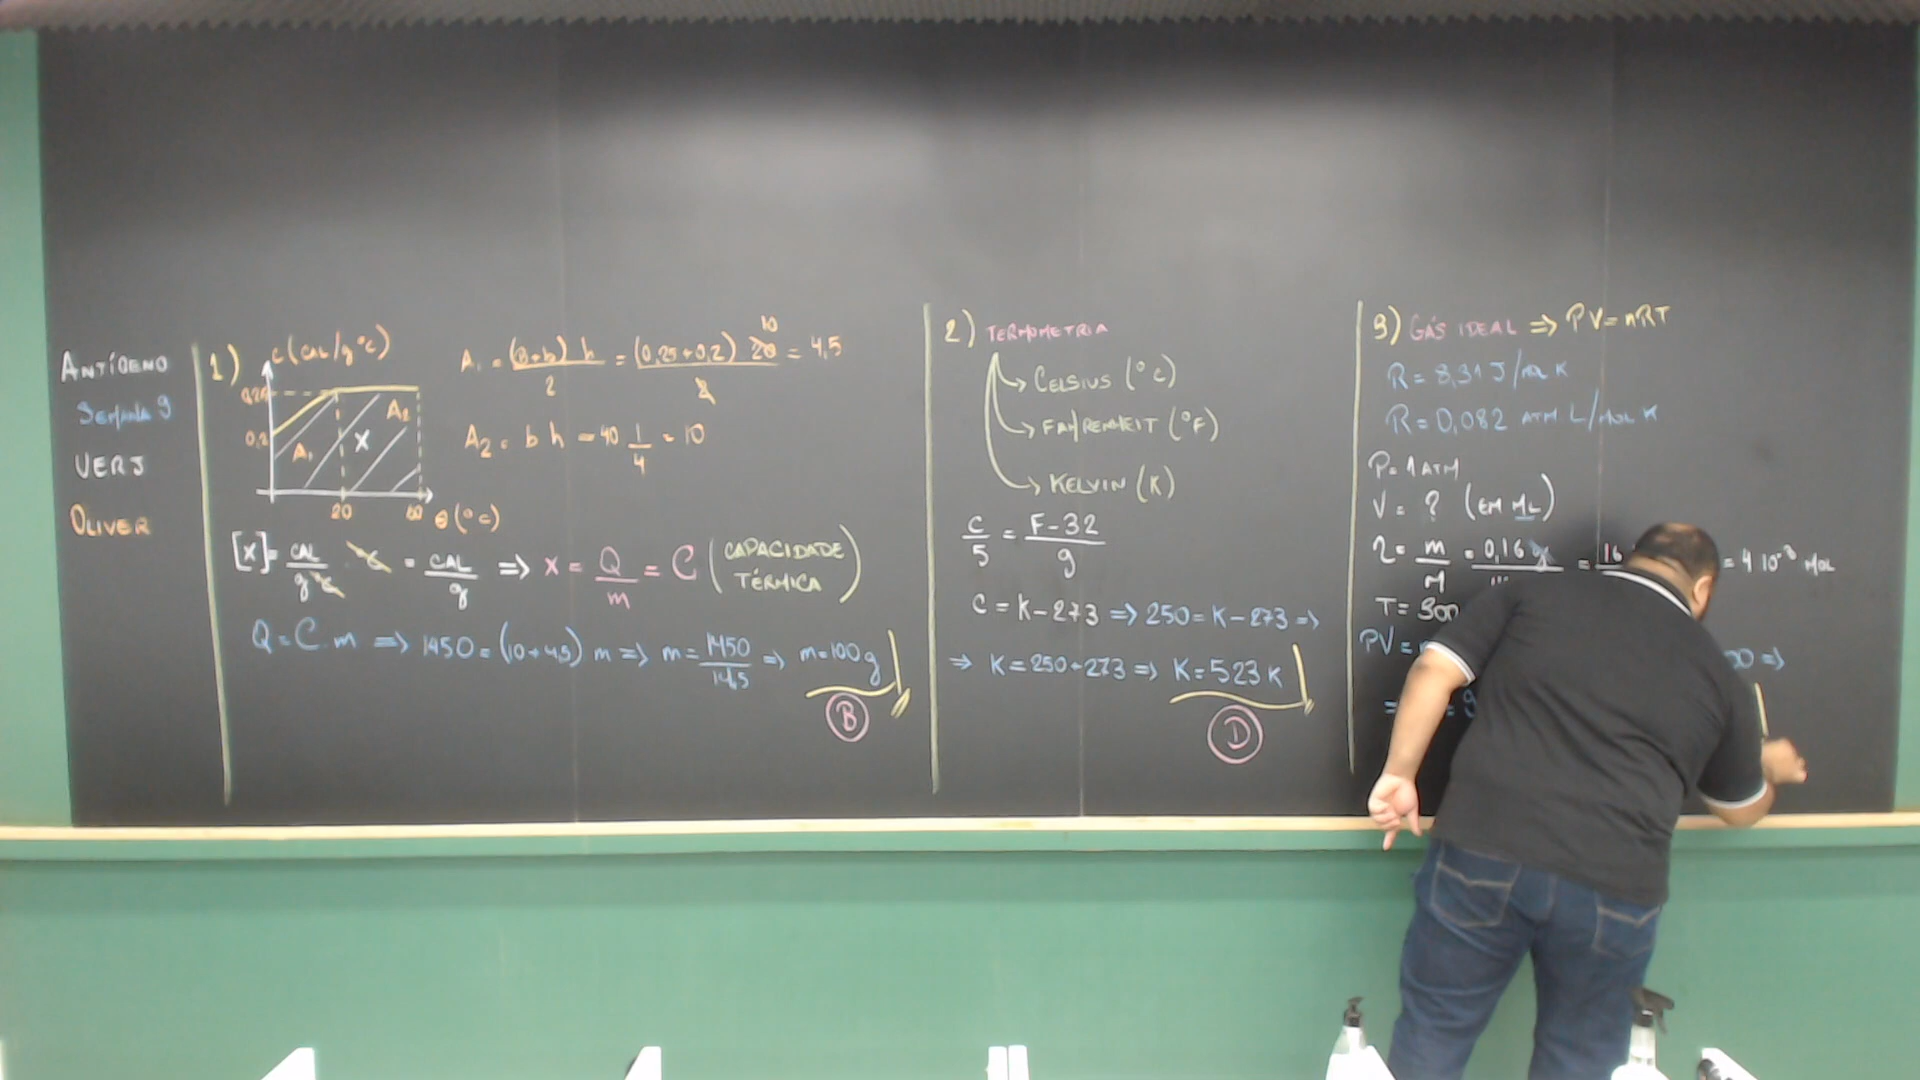 ANTÍGENO
SEMANA 9
UERJ
OLIVER
1)
C (CAL/g°C)
0,25
0,2
A₁
X
A₂
20
60
θ (°C)
A₁ = (B+b) h / 2 = (0,25+0,2) 20 / 2 = 4,5
10
A₂ = b h = 40 1/4 = 10
[X] = CAL / g°C · °C = CAL / g ⇒ X = Q / m = C (CAPACIDADE TÉRMICA)
Q = C . m ⇒ 1450 = (10+4,5) m ⇒ m = 1450 / 14,5 ⇒ m = 100 g
B
2) TERMOMETRIA
CELSIUS (°C)
FAHRENHEIT (°F)
KELVIN (K)
C / 5 = F - 32 / 9
C = K - 273 ⇒ 250 = K - 273 ⇒
⇒ K = 250 + 273 ⇒ K = 523 K
D
3) GÁS IDEAL ⇒ PV = nRT
R = 8,31 J/MOL K
R = 0,082 ATM L/MOL K
P = 1 ATM
V = ? (EM ML)
n = m / M = 0,16 g = 16 = 4 10⁻³ MOL
T = 300
PV = ⇒
=